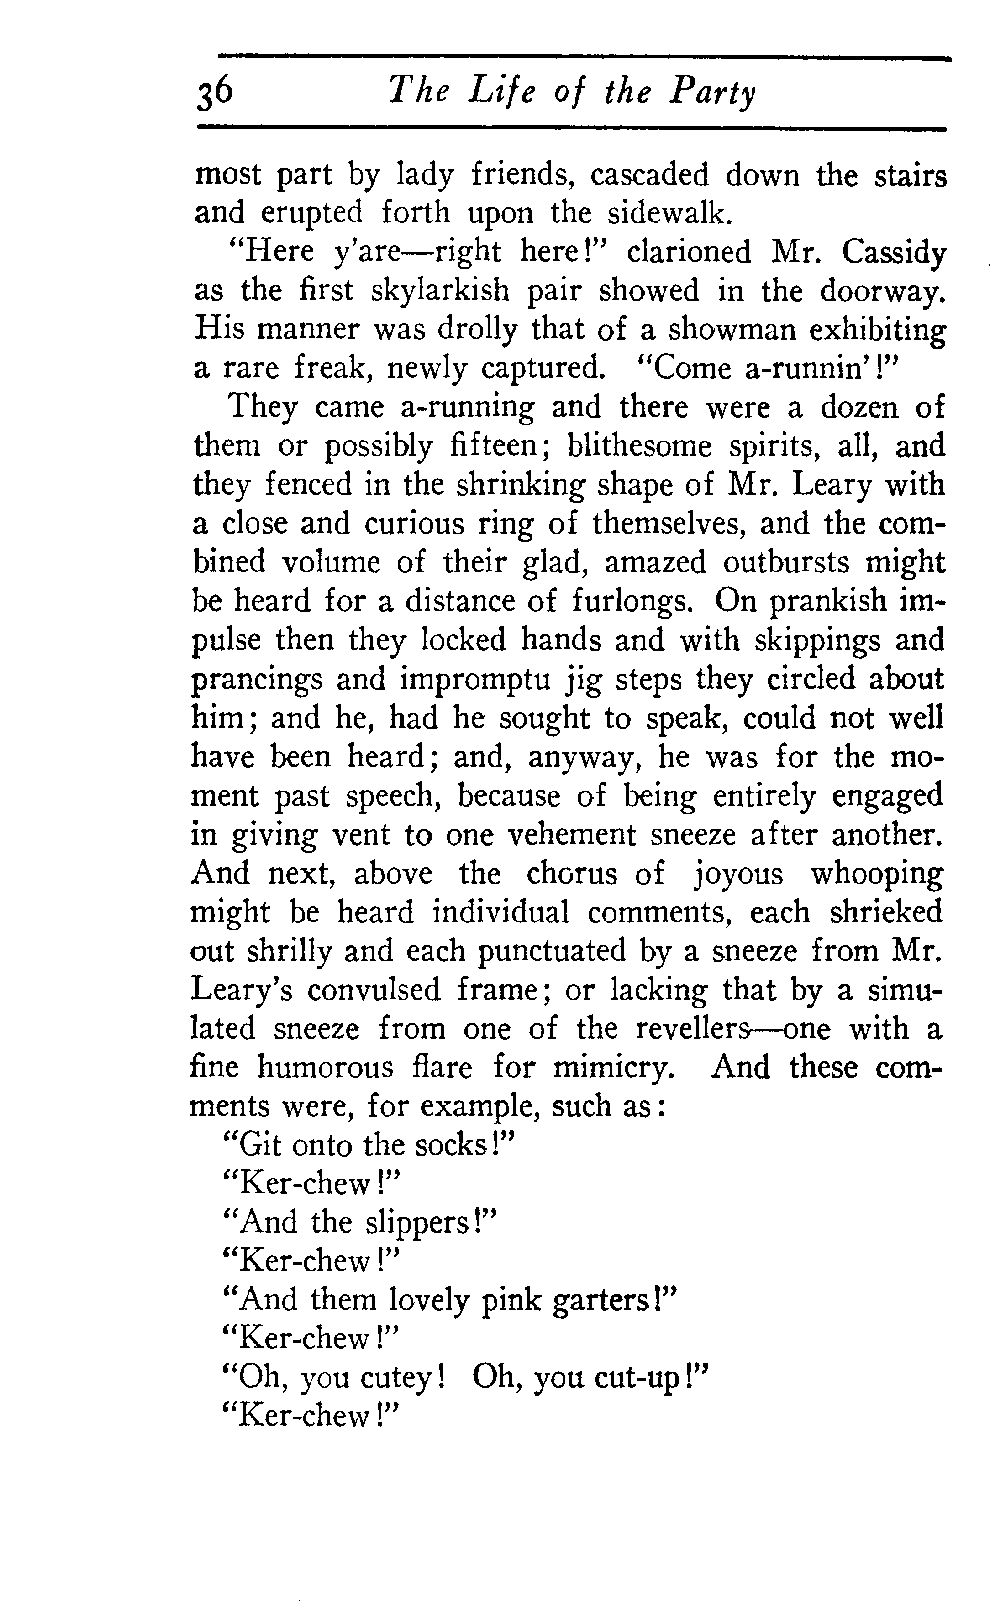 36 The Life of the Party
most part by lady friends, cascaded down the stairs
and erupted forth upon the sidewalk.
"Here y'are—right here!" clarioned Mr. Cassidy
as the first skylarkish pair showed in the doorway.
His manner was drolly that of a showman exhibiting
a rare freak, newly captured. "Come a-runnin'!"
They came a-running and there were a dozen of
them or possibly fifteen; blithesome spirits, all, and
they fenced in the shrinking shape of Mr. Leary with
a close and curious ring of themselves, and the com-
bined volume of their glad, amazed outbursts might
be heard for a distance of furlongs. On prankish im-
pulse then they locked hands and with skippings and
prancings and impromptu jig steps they circled about
him; and he, had he sought to speak, could not well
have been heard; and, anyway, he was for the mo-
ment past speech, because of being entirely engaged
in giving vent to one vehement sneeze after another.
And next, above the chorus of joyous whooping
might be heard individual comments, each shrieked
out shrilly and each punctuated by a sneeze from Mr.
Leary's convulsed frame; or lacking that by a simu-
lated sneeze from one of the revellers—one with a
fine humorous flare for mimicry. And these com-
ments were, for example, such as:
"Git onto the socks!"
"Ker-chew!"
"And the slippers!"
"Ker-chew!"
"And them lovely pink garters!"
"Ker-chew!"
"Oh, you cutey! Oh, you cut-up!"
"Ker-chew!"